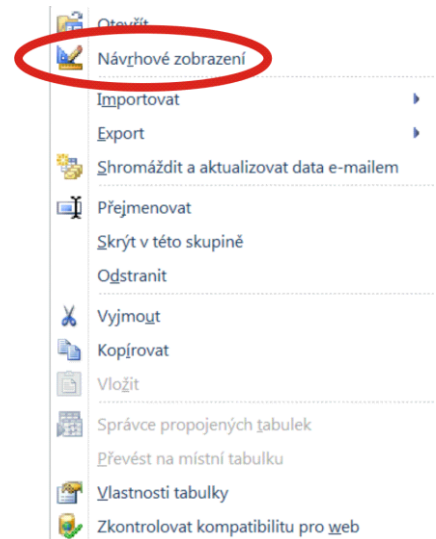 Otevřít
Návrhové zobrazení
Importovat
Export
Shromáždit a aktualizovat data e-mailem
Přejmenovat
Skrýt v této skupině
Odstranit
Vyjmout
Kopírovat
Vložit
Správce propojených tabulek
Převést na místní tabulku
Vlastnosti tabulky
Zkontrolovat kompatibilitu pro web